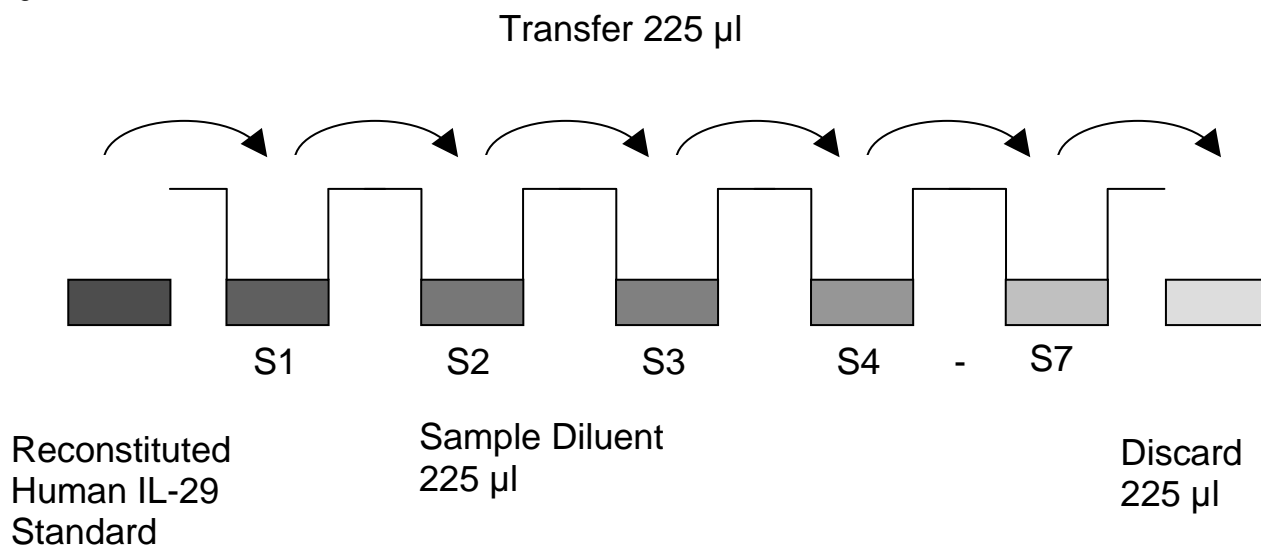 Transfer 225 µl
S1 S2 S3 S4 - S7
Reconstituted
Human IL-29
Standard
Sample Diluent
225 µl
Discard
225 µl